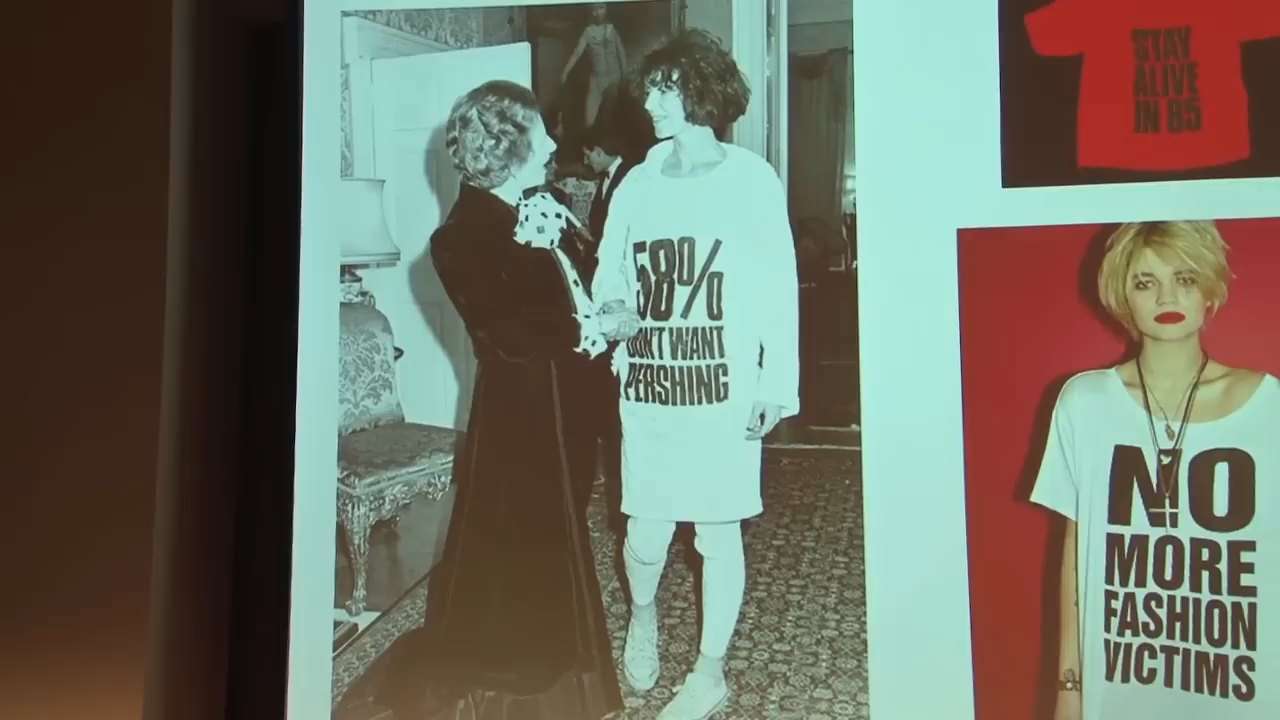 58%
DON'T WANT
PERSHING
STAY
ALIVE
IN 85
NO
MORE
FASHION
VICTIMS